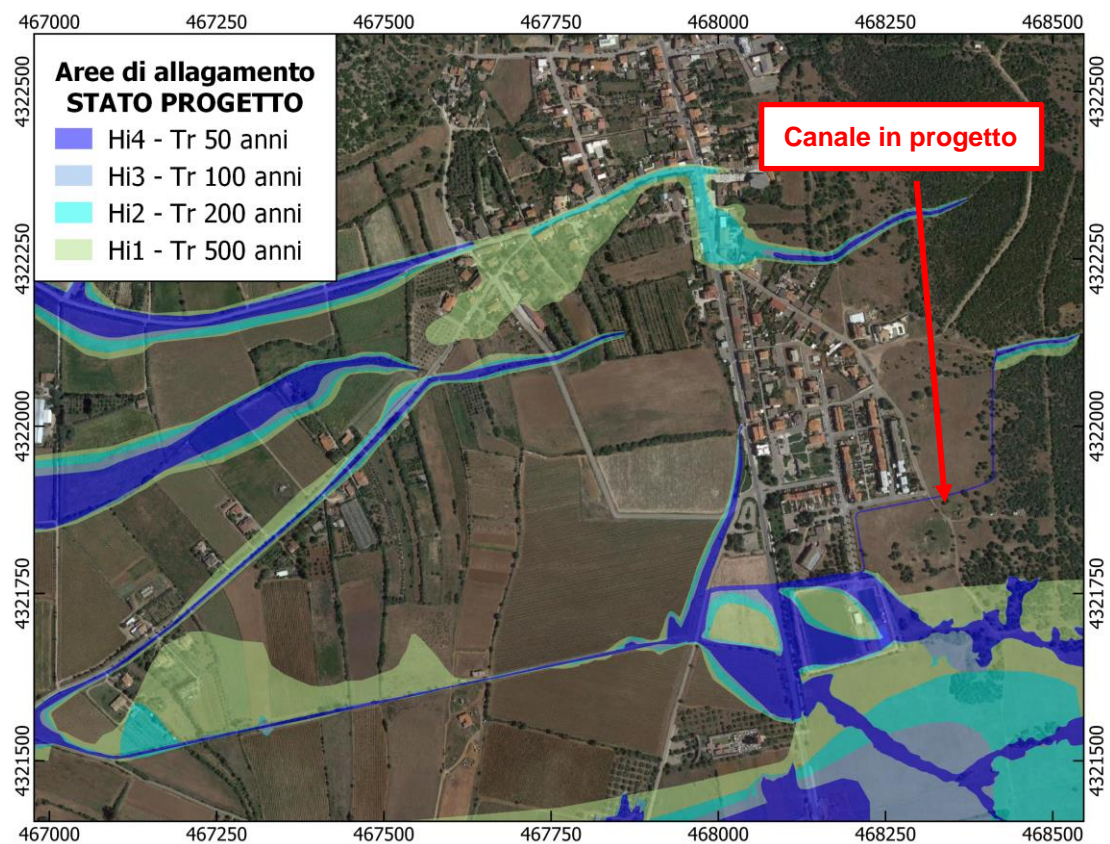 467000 467250 467500 467750 468000 468250 468500
4322500
4322250
4322000
4321750
4321500
Aree di allagamento
STATO PROGETTO
Hi4 - Tr 50 anni
Hi3 - Tr 100 anni
Hi2 - Tr 200 anni
Hi1 - Tr 500 anni
Canale in progetto
4322500
4322250
4322000
4321750
4321500
467000 467250 467500 467750 468000 468250 468500